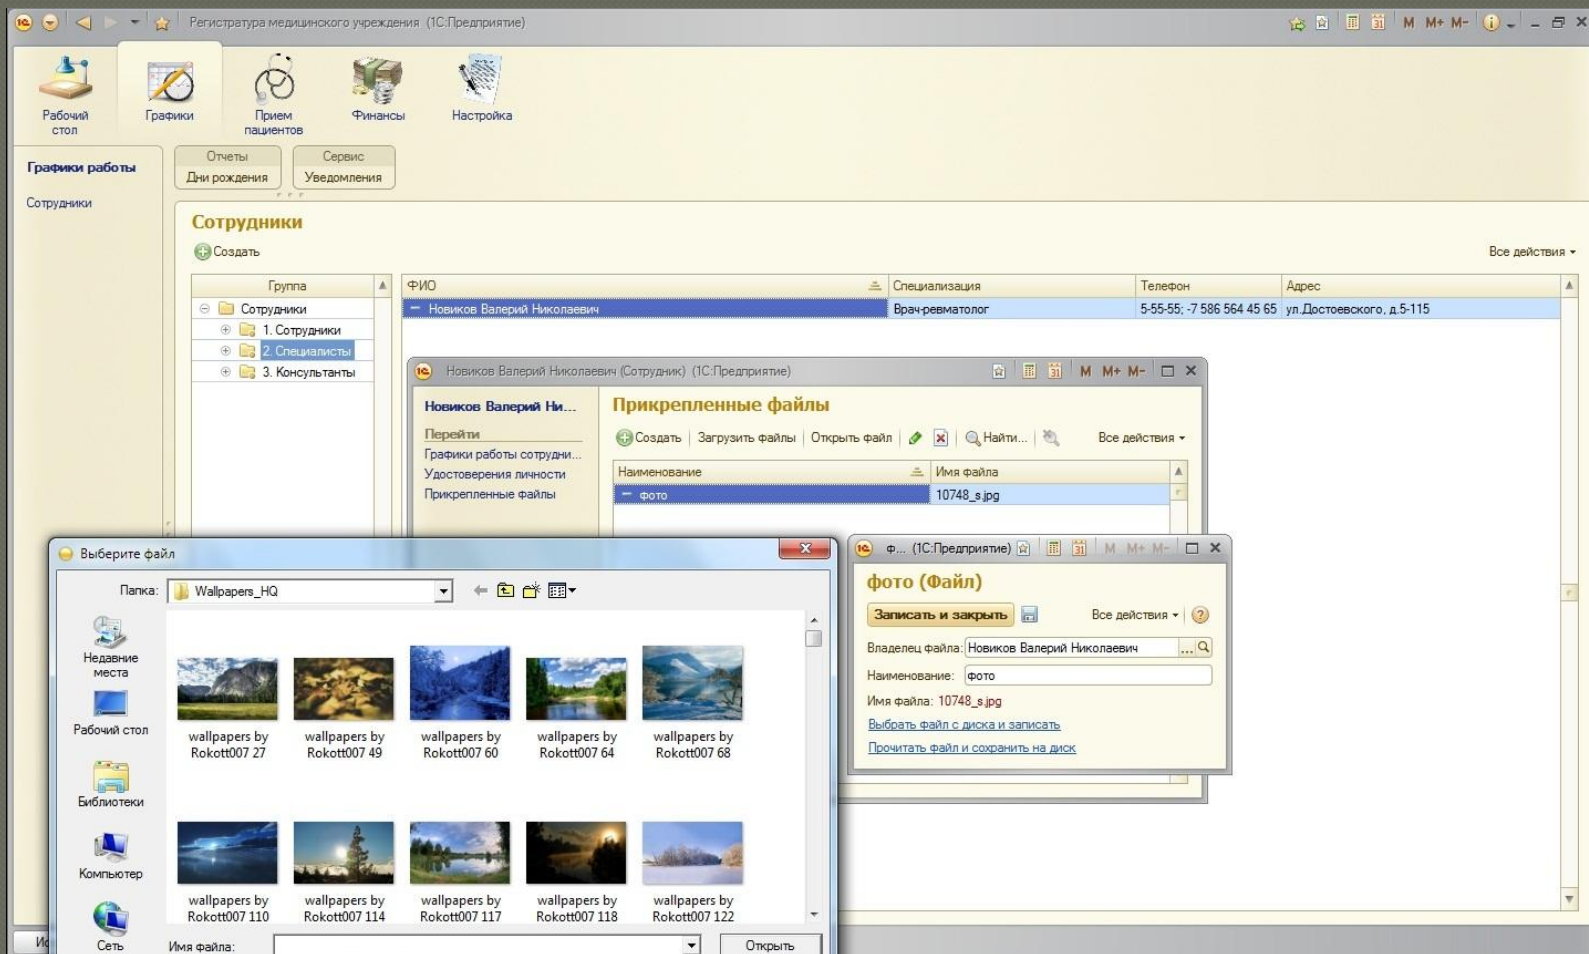 Регистратура медицинского учреждения (1С:Предприятие)
M M+ M-
Рабочий
стол
Графики
Прием
пациентов
Финансы
Настройка
Графики работы
Сотрудники
Отчеты
Дни рождения
Сервис
Уведомления
Сотрудники
Создать
Все действия
Группа
Сотрудники
1. Сотрудники
2. Специалисты
3. Консультанты
ФИО Специализация Телефон Адрес
Новиков Валерий Николаевич Врач-ревматолог 5-55-55; -7 586 564 45 65 ул.Достоевского, д.5-115
Новиков Валерий Николаевич (Сотрудник) (1С:Предприятие)
M M+ M-
Новиков Валерий Ни...
Перейти
Графики работы сотрудни...
Удостоверения личности
Прикрепленные файлы
Прикрепленные файлы
Создать Загрузить файлы Открыть файл Найти... Все действия
Наименование Имя файла
фото 10748_s.jpg
Выберите файл
Папка: Wallpapers_HQ
Недавние
места
Рабочий стол
Библиотеки
Компьютер
Сеть
wallpapers by
Rokott007 27
wallpapers by
Rokott007 49
wallpapers by
Rokott007 60
wallpapers by
Rokott007 64
wallpapers by
Rokott007 68
wallpapers by
Rokott007 110
wallpapers by
Rokott007 114
wallpapers by
Rokott007 117
wallpapers by
Rokott007 118
wallpapers by
Rokott007 122
Имя файла:
Открыть
ф... (1С:Предприятие)
M M+ M-
фото (Файл)
Записать и закрыть
Все действия
Владелец файла: Новиков Валерий Николаевич
Наименование: фото
Имя файла: 10748_s.jpg
Выбрать файл с диска и записать
Прочитать файл и сохранить на диск